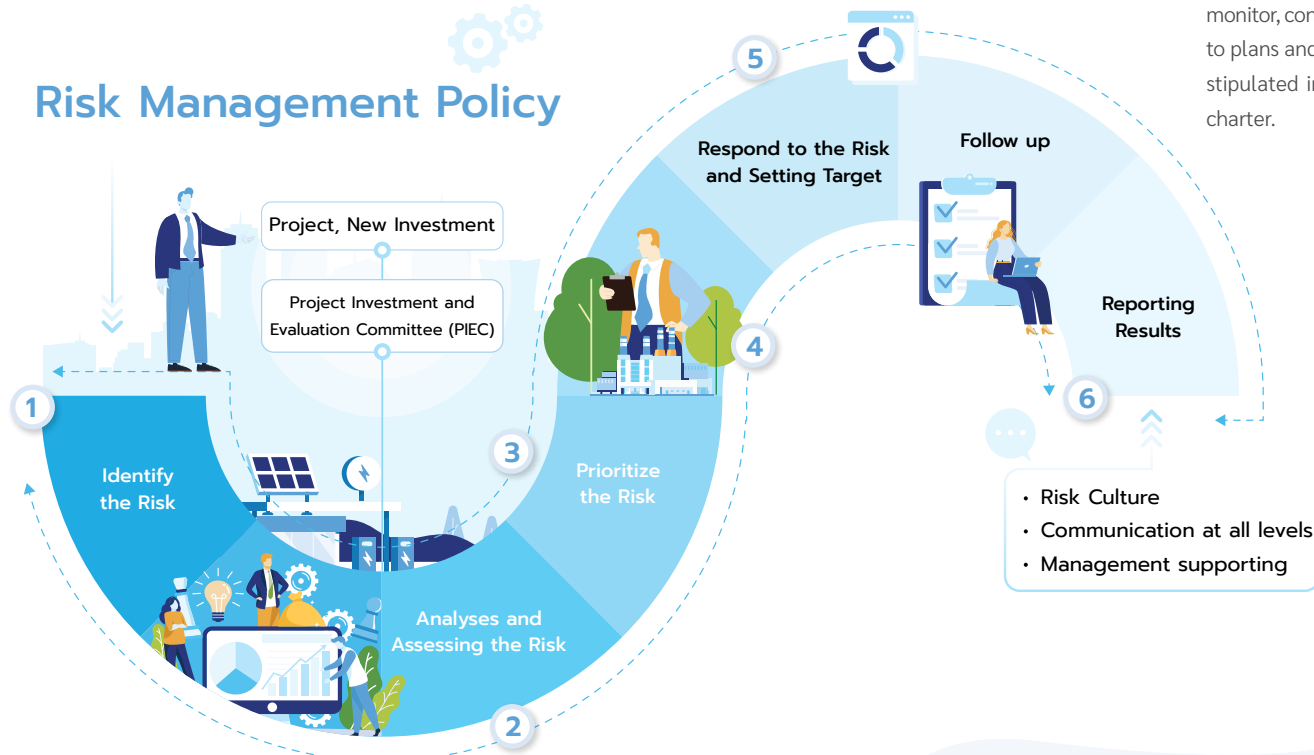 monitor, con
to plans and
stipulated in
charter.
Risk Management Policy
Project, New Investment
Project Investment and
Evaluation Committee (PIEC)
1
Identify
the Risk
2
Analyses and
Assessing the Risk
3
Prioritize
the Risk
4
5
Respond to the Risk
and Setting Target
Follow up
Reporting
Results
6
• Risk Culture
• Communication at all levels
• Management supporting